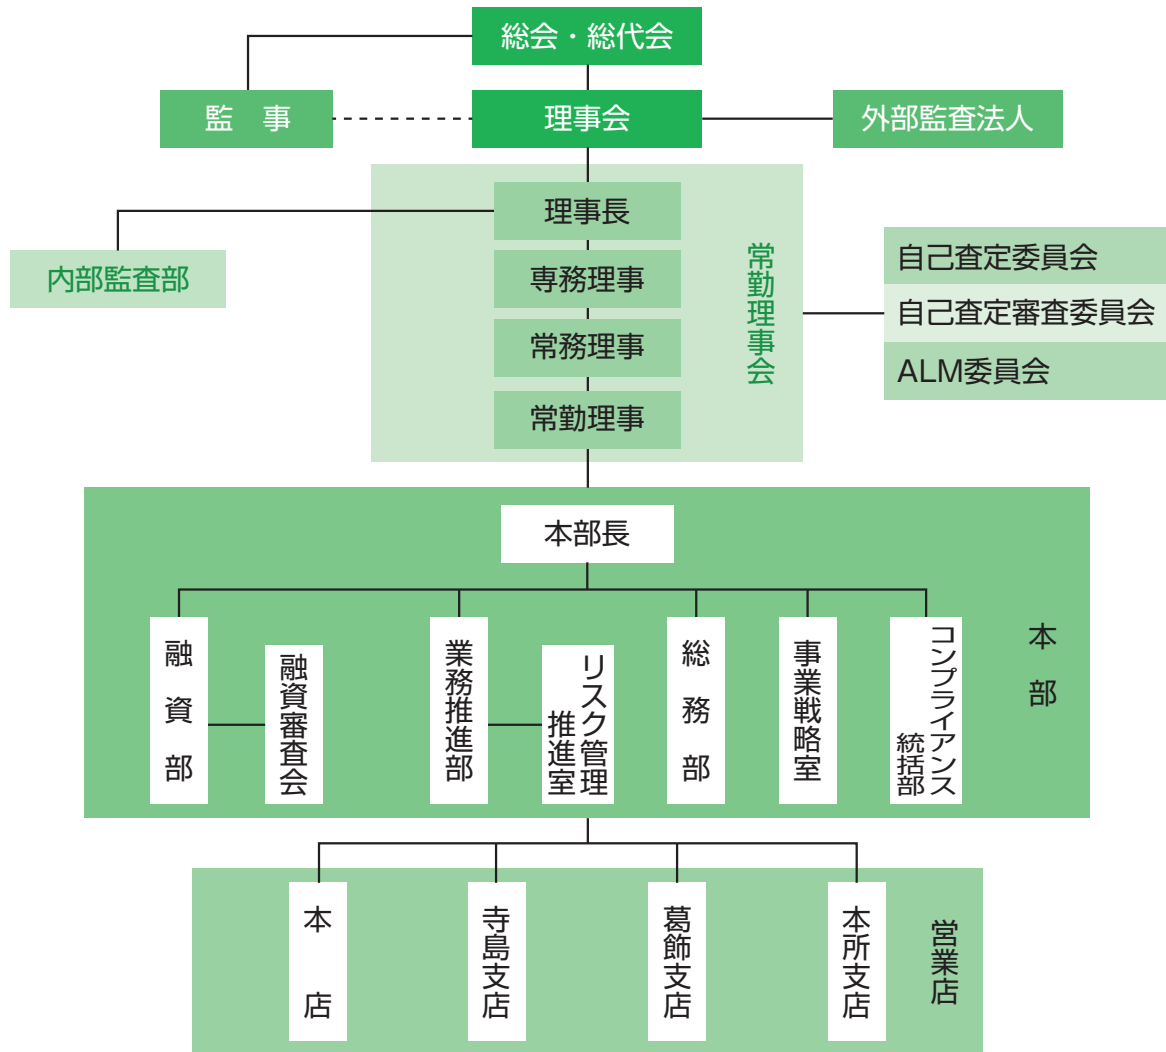 総会・総代会
監　事
理事会
外部監査法人
理事長
内部監査部
専務理事
常務理事
常勤理事
常勤理事会
自己査定委員会
自己査定審査委員会
ALM委員会
本部長
本部
融資部
融資審査会
業務推進部
リスク管理
推進室
総務部
事業戦略室
コンプライアンス
統括部
本店
寺島支店
葛飾支店
本所支店
営業店